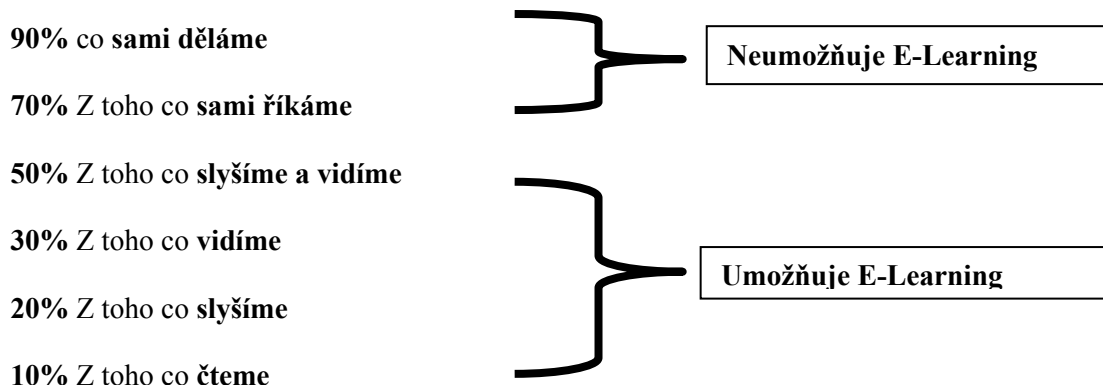 90% co sami děláme
Neumožňuje E-Learning
70% Z toho co sami říkáme
50% Z toho co slyšíme a vidíme
30% Z toho co vidíme
Umožňuje E-Learning
20% Z toho co slyšíme
10% Z toho co čteme